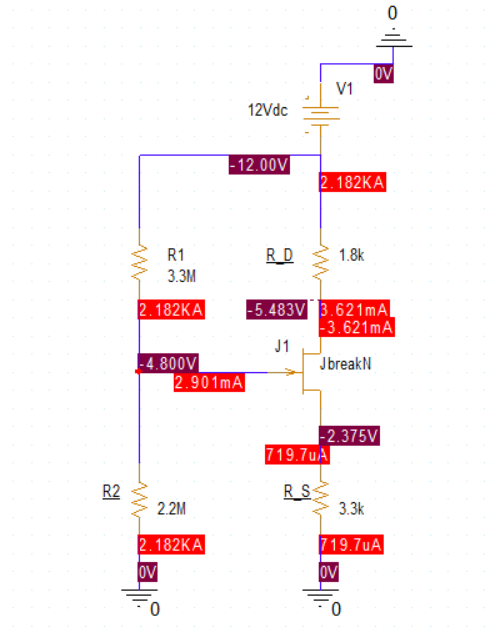 0
0V
V1
12Vdc
-12.00V
2.182KA
R1
3.3M
R_D
1.8k
2.182KA
-5.483V
3.621mA
-3.621mA
J1
JbreakN
-4.800V
2.901mA
-2.375V
719.7uA
R2
2.2M
R_S
3.3k
2.182KA
719.7uA
0V
0V
0
0